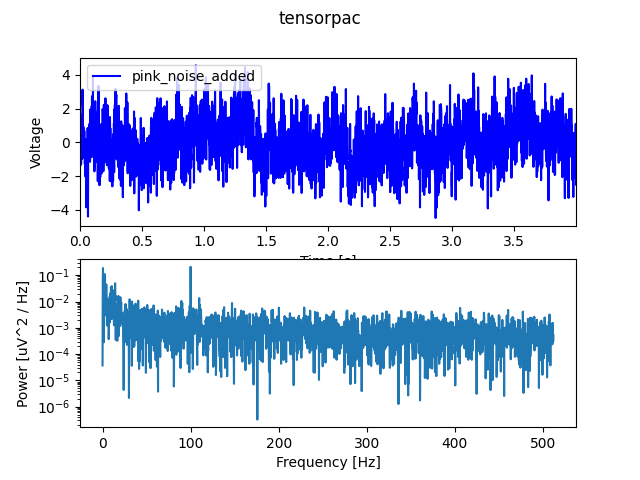 tensorpac
pink_noise_added
Voltage
4
2
0
−2
−4
0.0 0.5 1.0 1.5 2.0 2.5 3.0 3.5
Time [s]
Power [uV^2 / Hz]
10^−1
10^−2
10^−3
10^−4
10^−5
10^−6
0 100 200 300 400 500
Frequency [Hz]